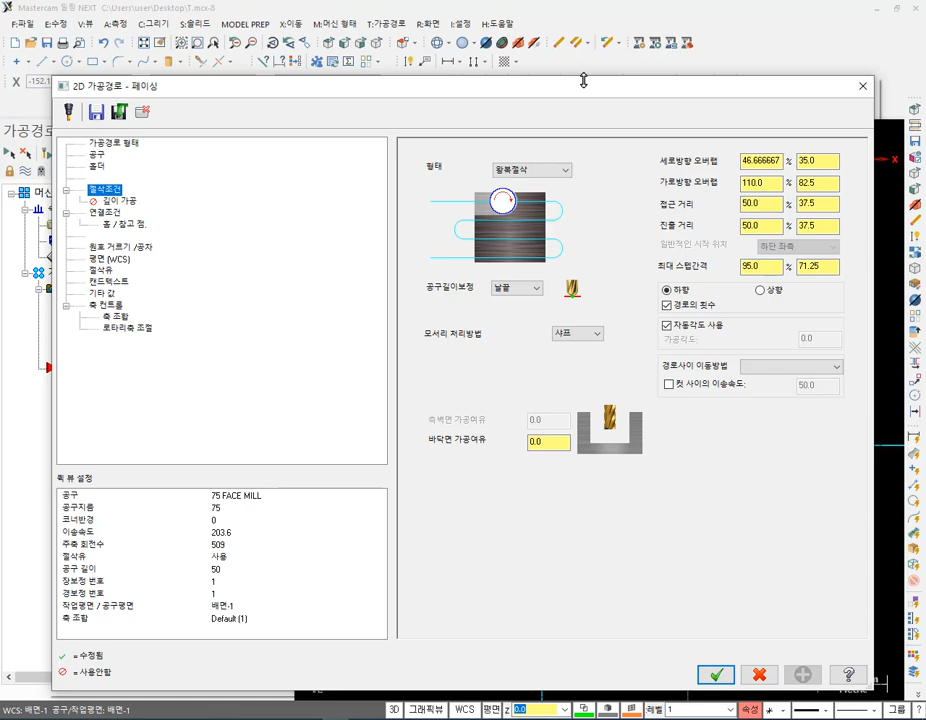 Mastercam 밀링 NEXT  C:\Users\user\Desktop\T.mcx-8
F:파일 E:수정 V:뷰 A:측정 C:그리기 S:솔리드 MODEL PREP X:이동 M:머신 형태 T:가공경로 R:화면 I:설정 H:도움말
X -152.1
2D 가공경로 - 페이싱
가공경로
머신
가공경로 형태
공구
홀더
절삭조건
깊이 가공
연결조건
홈 / 참고 점.
원호 거르기 /공차
평면 (WCS)
절삭유
캔드텍스트
기타 값
축 컨트롤
축 조합
로타리축 조절
형태 왕복절삭
공구길이보정 날끝
모서리 처리방법 샤프
측벽면 가공여유 0.0
바닥면 가공여유 0.0
세로방향 오버랩 46.666667 % 35.0
가로방향 오버랩 110.0 % 82.5
접근 거리 50.0 % 37.5
진출 거리 50.0 % 37.5
일반적인 시작 위치 하단 좌측
최대 스텝간격 95.0 % 71.25
하향 상향
경로의 횟수
자동각도 사용
가공각도: 0.0
경로사이 이동방법
컷 사이의 이송속도: 50.0
X
퀵 뷰 설정
공구 75 FACE MILL
공구지름 75
코너반경 0
이송속도 203.6
주축 회전수 509
절삭유 사용
공구 길이 50
장보정 번호 1
경보정 번호 1
작업평면 / 공구평면 배면-1
축 조합 Default (1)
= 수정됨
= 사용안함
WCS: 배면-1 공구/작업평면: 배면-1
3D 그래픽뷰 WCS 평면 Z 0.0 레벨 1 속성 그룹 ?